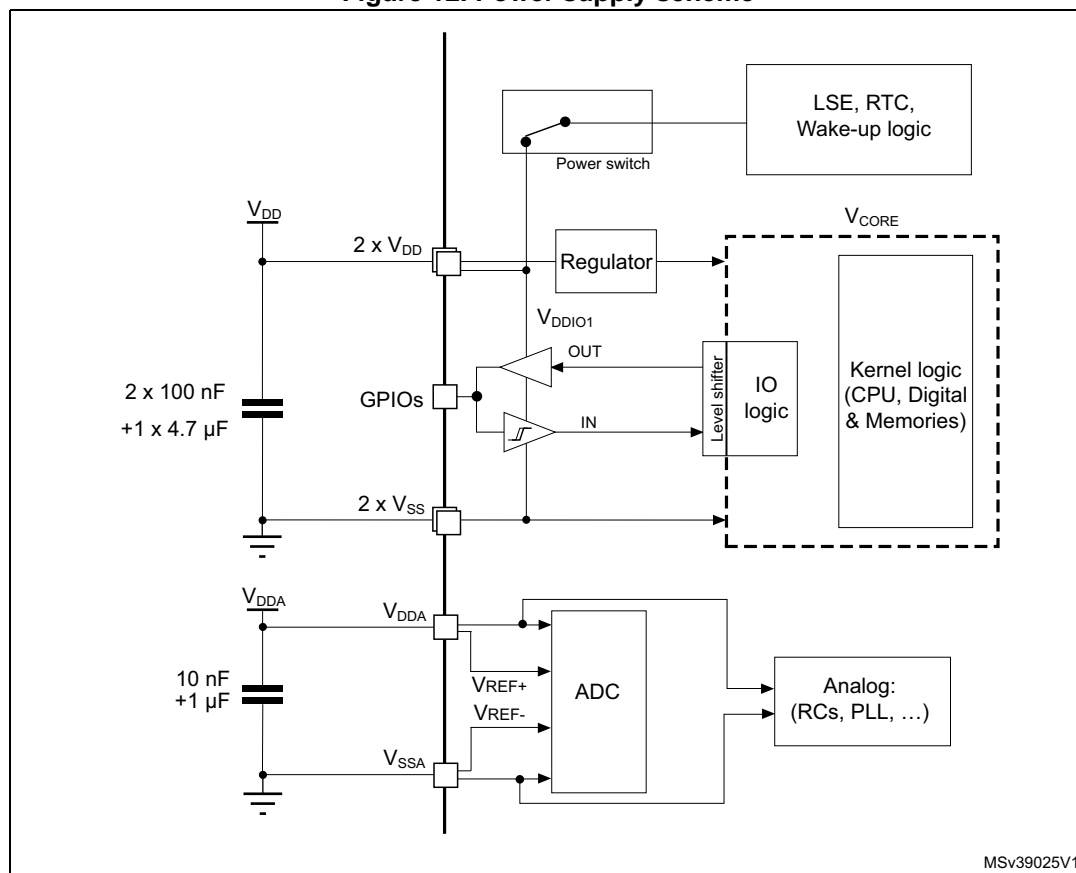 Figure 12. Power supply scheme
LSE, RTC,
Wake-up logic
Power switch
VCORE
VDD
2 x VDD
Regulator
VDDIO1
OUT
Level shifter
IO
logic
Kernel logic
(CPU, Digital
& Memories)
2 x 100 nF
+1 x 4.7 µF
GPIOs
IN
2 x VSS
VDDA
VDDA
10 nF
+1 µF
VREF+
VREF-
ADC
Analog:
(RCs, PLL, …)
VSSA
MSv39025V1